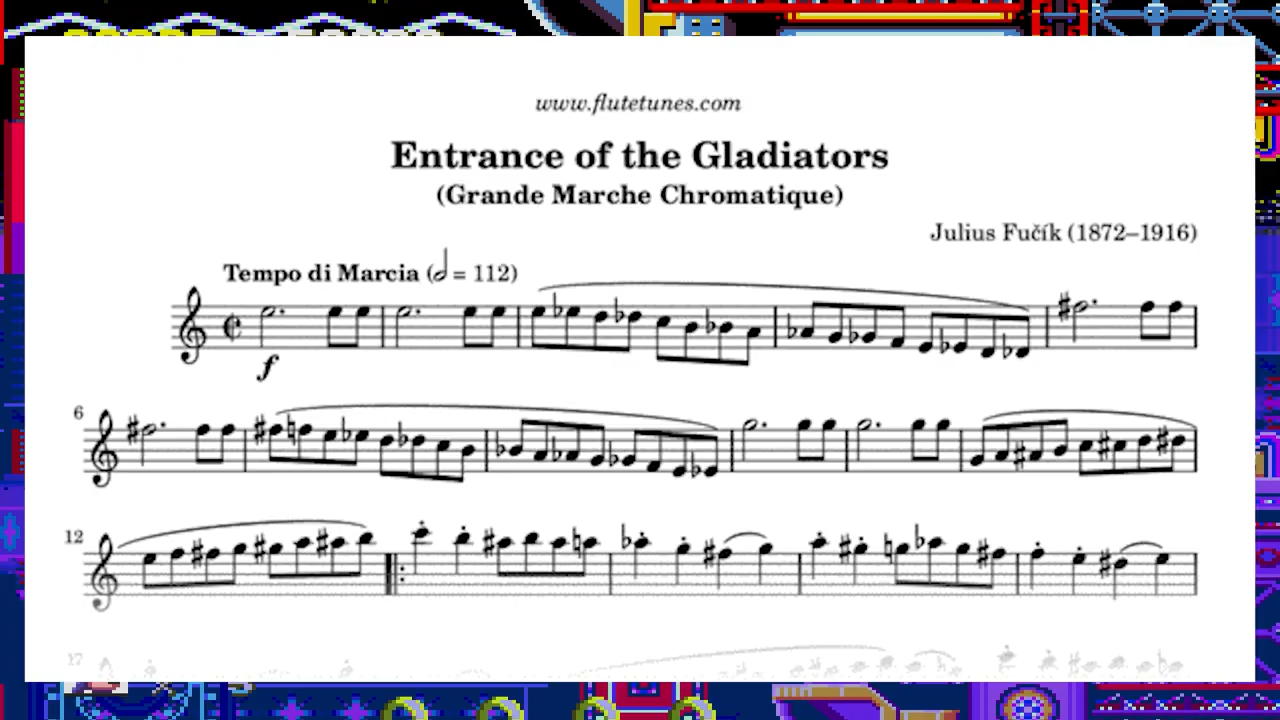 www.flutetunes.com
Entrance of the Gladiators
(Grande Marche Chromatique)
Julius Fučík (1872–1916)
Tempo di Marcia (𝅗𝅥 = 112)
f
6
12
17